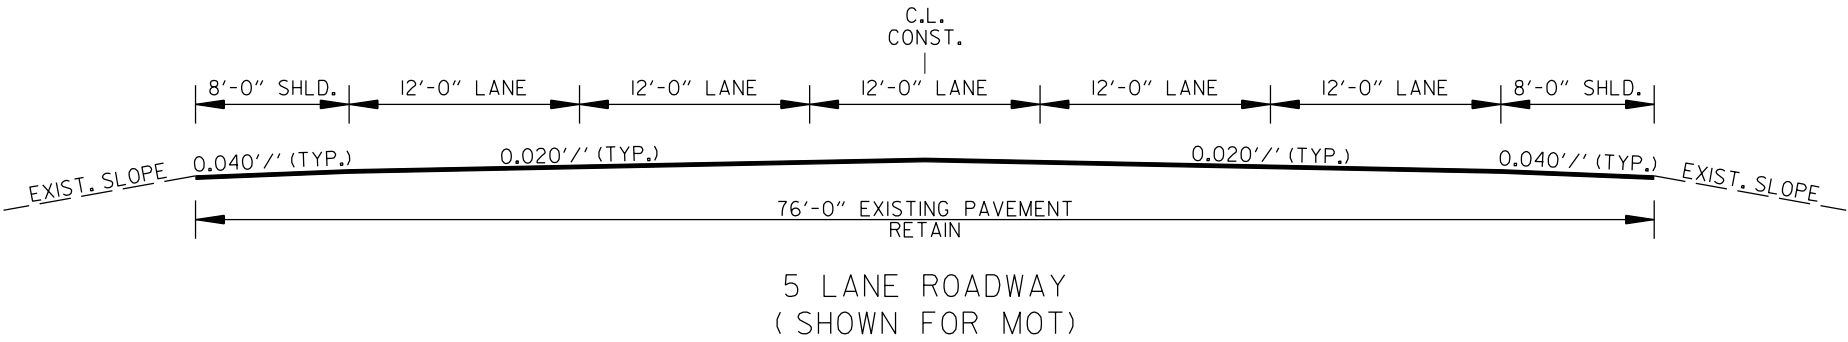 C.L.
CONST.
8'-0" SHLD. 12'-0" LANE 12'-0" LANE 12'-0" LANE 12'-0" LANE 12'-0" LANE 8'-0" SHLD.
EXIST. SLOPE 0.040'/' (TYP.) 0.020'/' (TYP.) 0.020'/' (TYP.) 0.040'/' (TYP.) EXIST. SLOPE
76'-0" EXISTING PAVEMENT
RETAIN
5 LANE ROADWAY
(SHOWN FOR MOT)